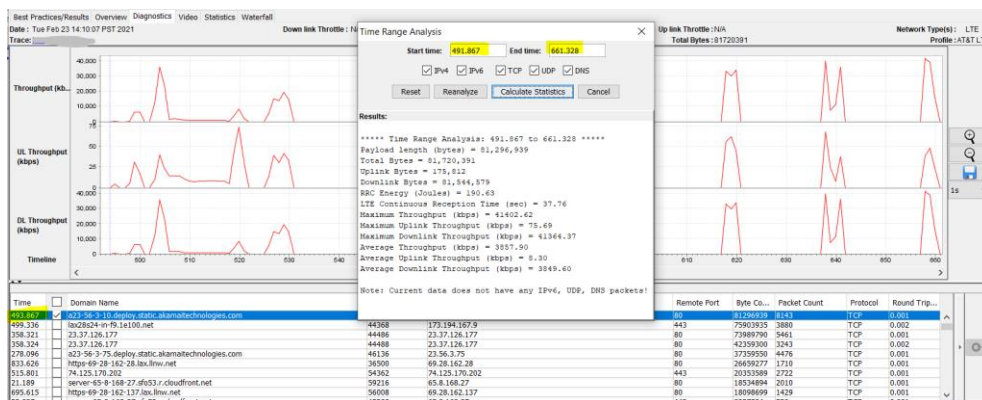 Best Practices/Results Overview Diagnostics Video Statistics Waterfall
Date : Tue Feb 23 14:10:07 PST 2021 Down link Throttle : N/ Up link Throttle : N/A Network Type(s) : LTE
Trace: Total Bytes : 81720391 Profile : AT&T LT
Time Range Analysis
Start time: 491.867 End time: 661.328
IPv4 IPv6 TCP UDP DNS
Reset Reanalyze Calculate Statistics Cancel
Results:
***** Time Range Analysis: 491.867 to 661.328 *****
Payload length (bytes) = 81,296,939
Total Bytes = 81,720,391
Uplink Bytes = 175,812
Downlink Bytes = 81,544,579
RRC Energy (Joules) = 190.63
LTE Continuous Reception Time (sec) = 37.76
Maximum Throughput (kbps) = 41402.62
Maximum Uplink Throughput (kbps) = 75.69
Maximum Downlink Throughput (kbps) = 41366.37
Average Throughput (kbps) = 3857.90
Average Uplink Throughput (kbps) = 8.30
Average Downlink Throughput (kbps) = 3849.60
Note: Current data does not have any IPv6, UDP, DNS packets!
Throughput (kb...
40,000
30,000
20,000
10,000
0
UL Throughput
(kbps)
75
50
25
0
DL Throughput
(kbps)
40,000
30,000
20,000
10,000
0
1s
Timeline 500 510 520 530 540 610 620 630 640 650 660
Time Domain Name Remote Port Byte Co... Packet Count Protocol Round Trip...
493.867 a23-56-3-10.deploy.static.akamaitechnologies.com 80 81296939 8143 TCP 0.001
499.336 lax28s24-in-f9.1e100.net 44368 173.194.167.9 443 75903935 3880 TCP 0.002
358.321 23.37.126.177 44486 23.37.126.177 80 73989790 5461 TCP 0.001
358.324 23.37.126.177 44488 23.37.126.177 80 42359300 3243 TCP 0.002
278.096 a23-56-3-75.deploy.static.akamaitechnologies.com 46136 23.56.3.75 80 37359550 4476 TCP 0.001
833.626 https-69-28-162-28.lax.llnw.net 36500 69.28.162.28 80 26659277 1710 TCP 0.001
515.801 74.125.170.202 54362 74.125.170.202 443 20353589 2722 TCP 0.001
21.189 server-65-8-168-27.sfo53.r.cloudfront.net 59216 65.8.168.27 80 18534894 2010 TCP 0.001
695.615 https-69-28-162-137.lax.llnw.net 56008 69.28.162.137 80 18098699 1429 TCP 0.001